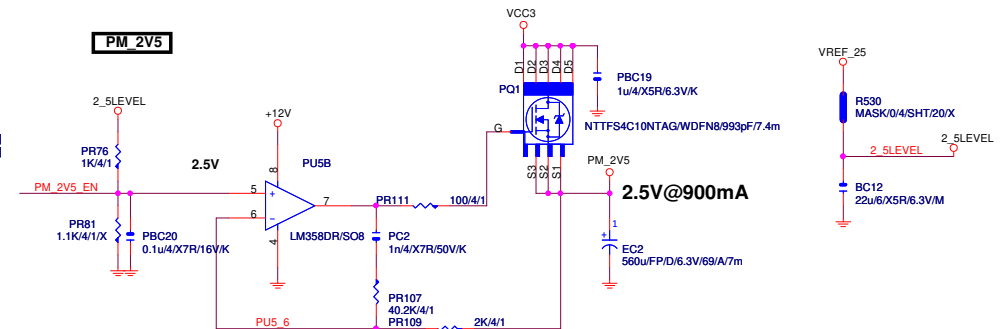 PM_2V5
2_5LEVEL
PR76
1K/4/1
PM_2V5_EN
PR81
1.1K/4/1/X
PBC20
0.1u/4/X7R/16V/K
2.5V
+12V
PU5B
8
5
+
6
-
7
4
LM358DR/SO8
PR111
100/4/1
PC2
1n/4/X7R/50V/K
PR107
40.2K/4/1
PR109
2K/4/1
PU5_6
VCC3
D1
D2
D3
D4
D5
PQ1
G
S3
S2
S1
NTTFS4C10NTAG/WDFN8/993pF/7.4m
PBC19
1u/4/X5R/6.3V/K
PM_2V5
2.5V@900mA
+
1
EC2
560u/FP/D/6.3V/69/A/7m
VREF_25
R530
MASK/0/4/SHT/20/X
2_5LEVEL
2_5LEVEL
BC12
22u/6/X5R/6.3V/M